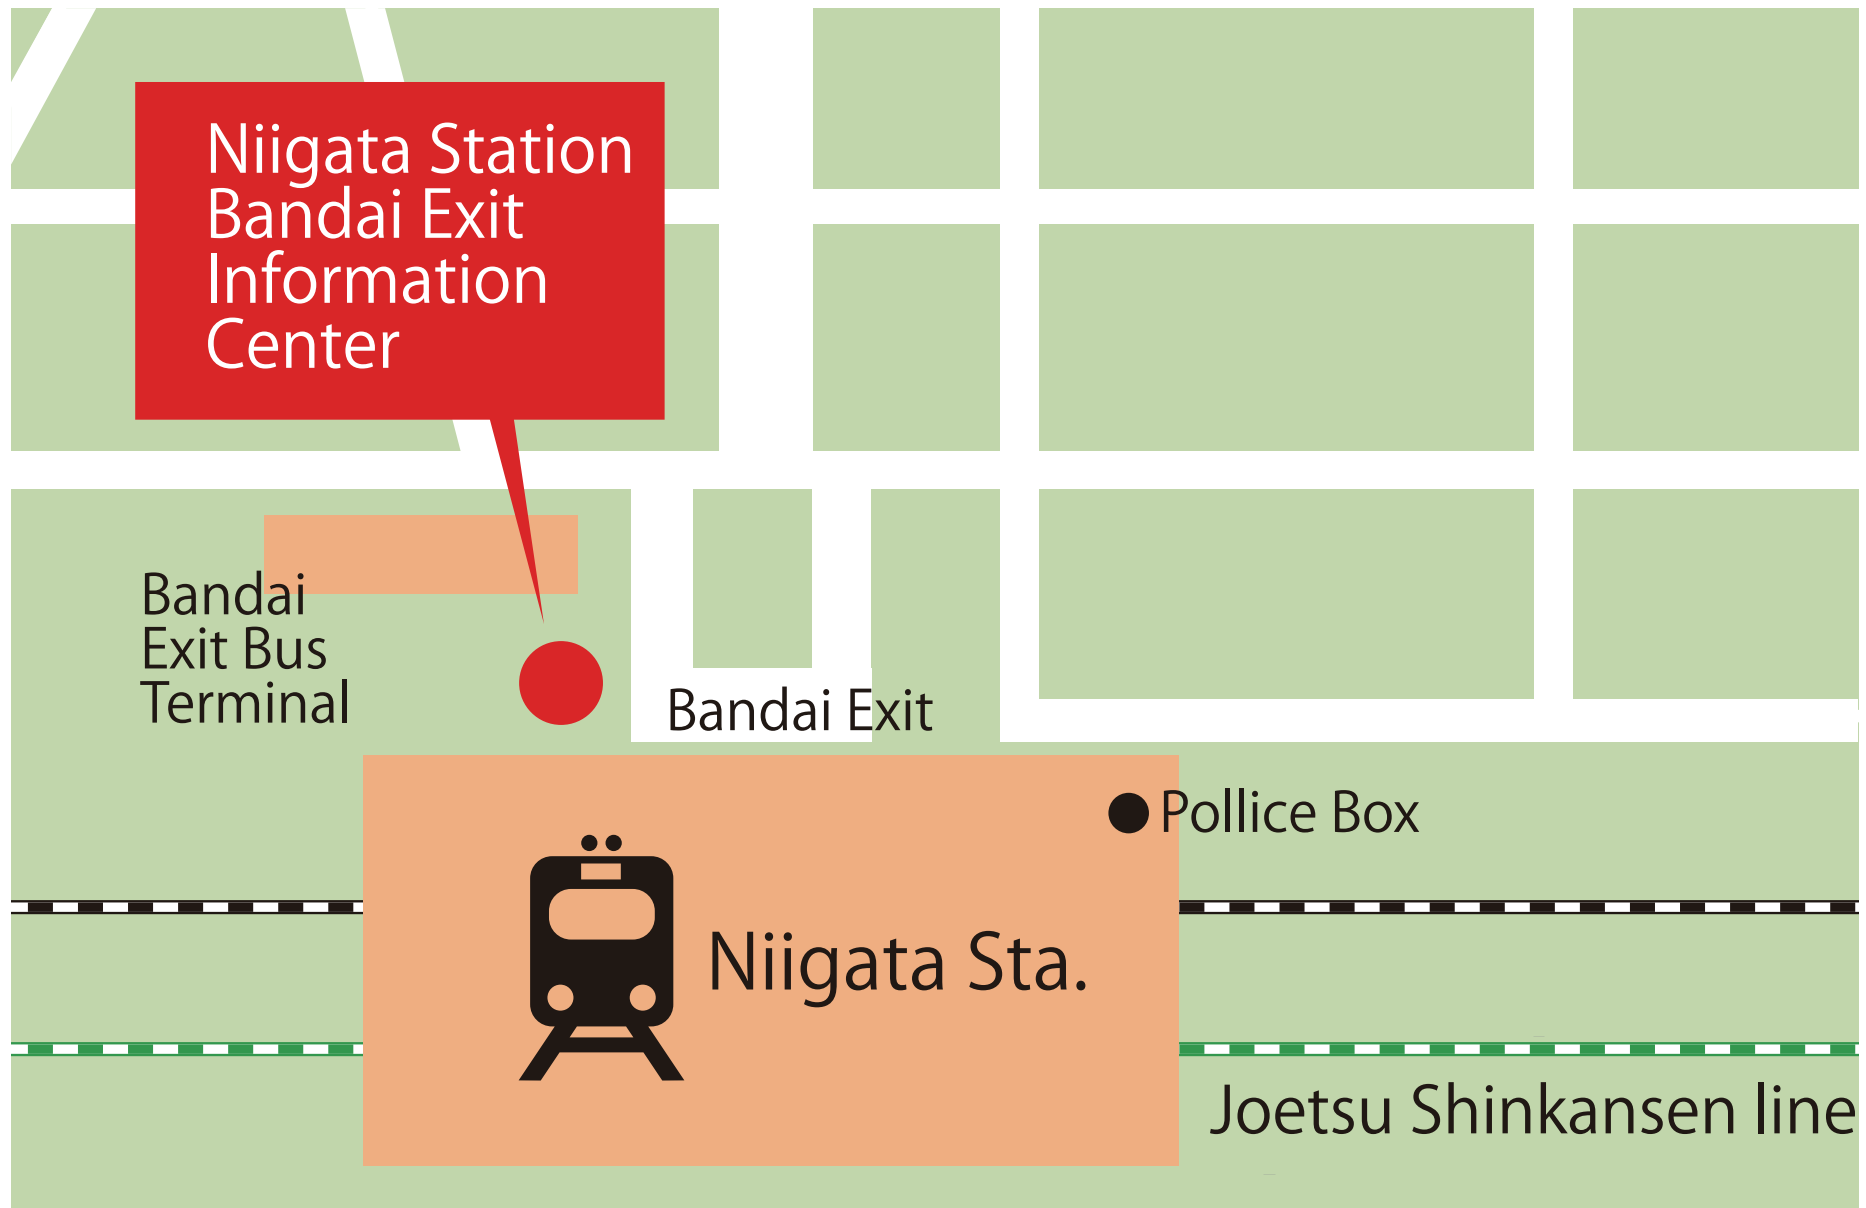 Niigata Station
Bandai Exit
Information
Center
Bandai
Exit Bus
Terminal
Bandai Exit
Pollice Box
Niigata Sta.
Joetsu Shinkansen line